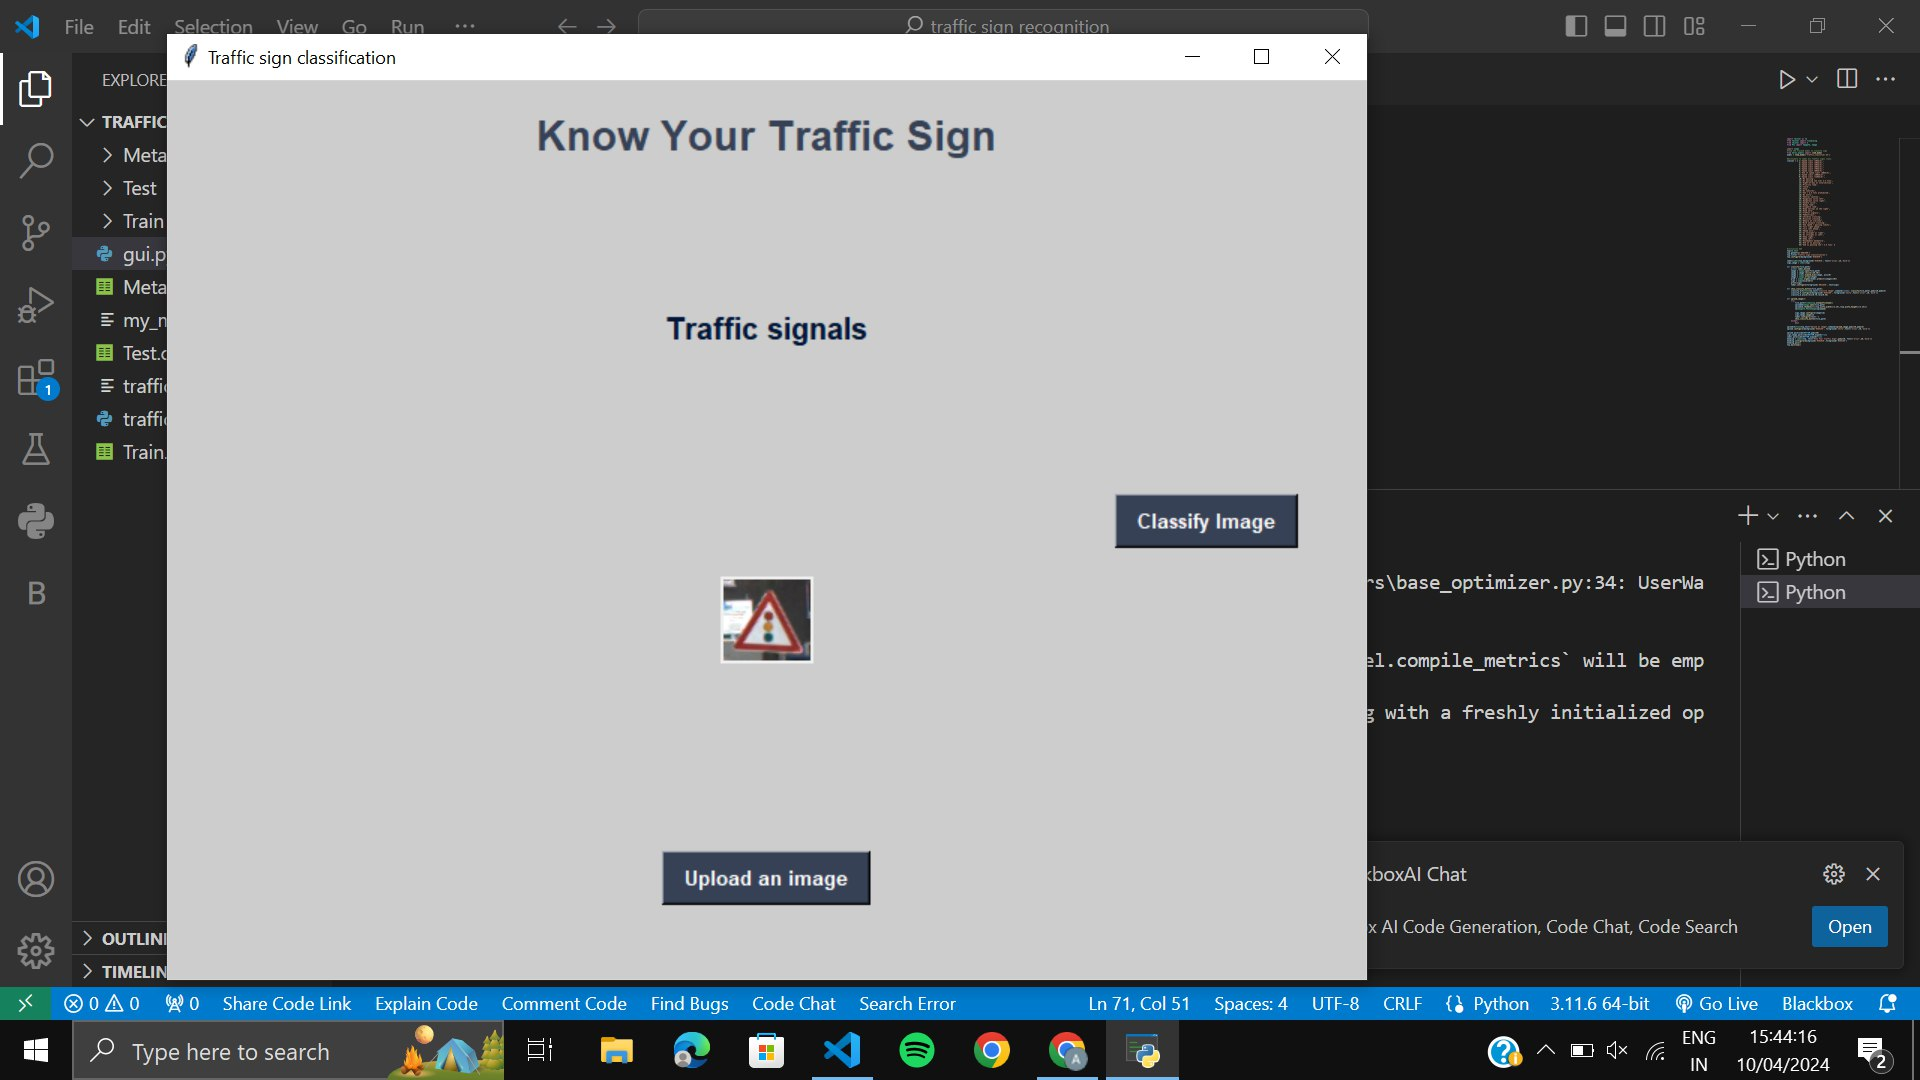 File Edit Selection View Go Run ...
traffic sign recognition
Traffic sign classification
EXPLORE
TRAFFIC
Meta
Test
Train
gui.p
Meta
my_m
Test.c
traffic
traffic
Train.
OUTLIN
TIMELIN
Know Your Traffic Sign
Traffic signals
Classify Image
Upload an image
Python
Python
rs\base_optimizer.py:34: UserWa
el.compile_metrics` will be emp
g with a freshly initialized op
kboxAI Chat
x AI Code Generation, Code Chat, Code Search
Open
1
B
0 0 0 Share Code Link Explain Code Comment Code Find Bugs Code Chat Search Error Ln 71, Col 51 Spaces: 4 UTF-8 CRLF Python 3.11.6 64-bit Go Live Blackbox
Type here to search
A
ENG
IN
15:44:16
10/04/2024
2